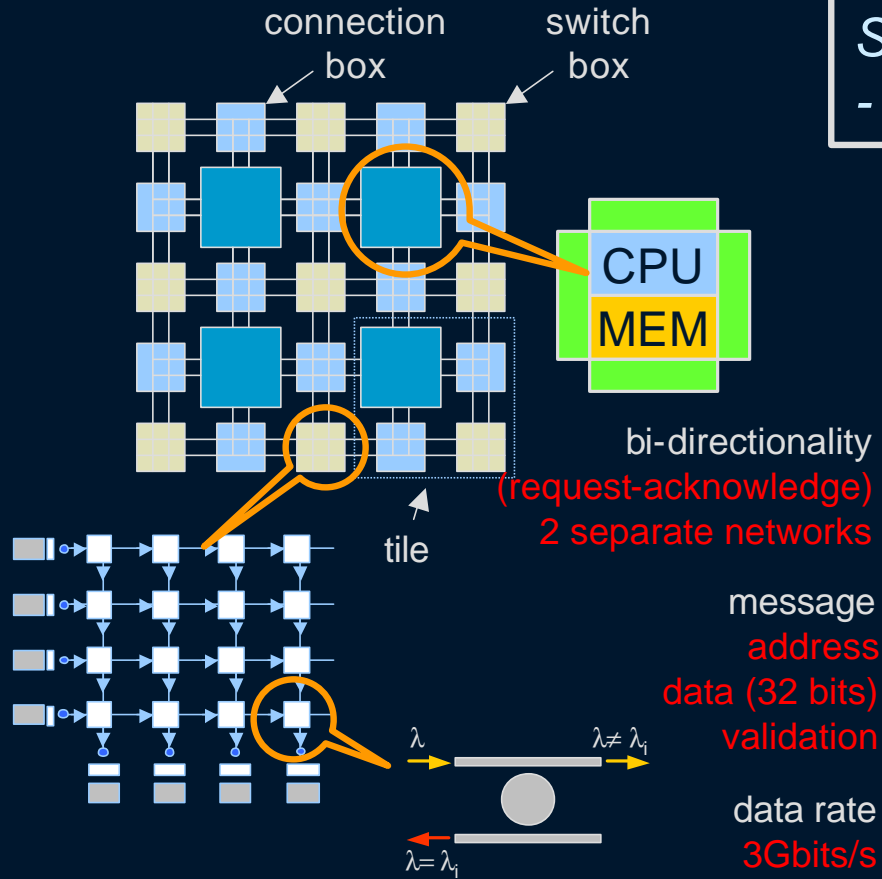 connection
box
switch
box
S
-
CPU
MEM
bi-directionality
(request-acknowledge)
2 separate networks
tile
message
address
data (32 bits)
validation
λ
λ≠ λi
λ= λi
data rate
3Gbits/s